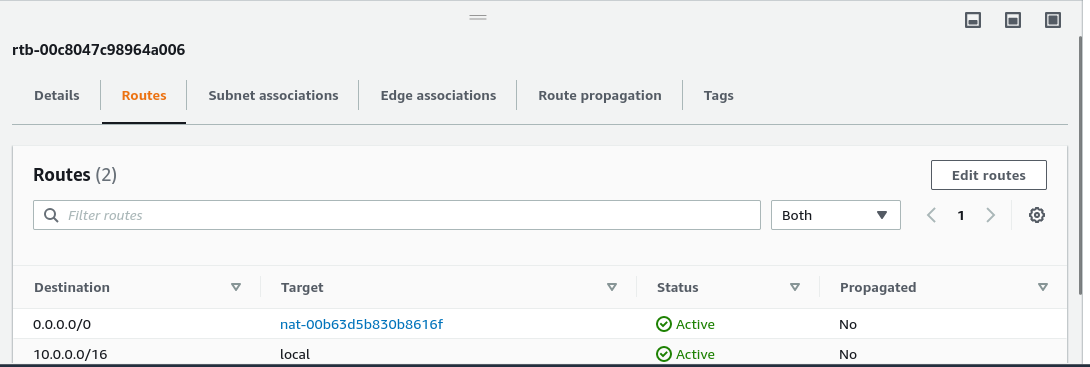 rtb-00c8047c98964a006
Details Routes Subnet associations Edge associations Route propagation Tags
Routes (2) Edit routes
Filter routes Both 1
Destination Target Status Propagated
0.0.0.0/0 nat-00b63d5b830b8616f Active No
10.0.0.0/16 local Active No